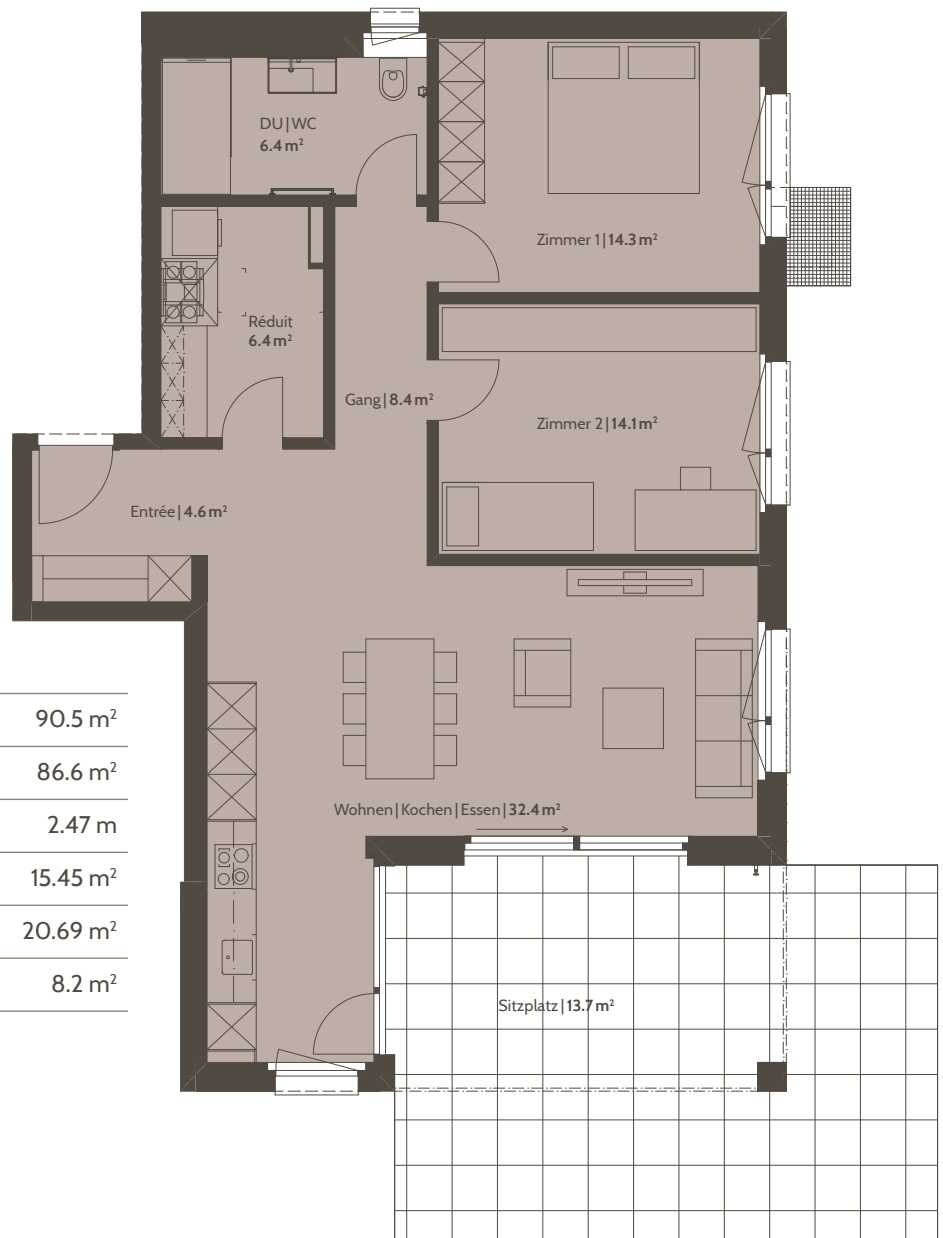 DU|WC
6.4 m²
Zimmer 1|14.3 m²
Réduit
6.4 m²
Gang|8.4 m²
Zimmer 2|14.1 m²
Entrée|4.6 m²
90.5 m²
86.6 m²
2.47 m
15.45 m²
20.69 m²
8.2 m²
Wohnen|Kochen|Essen|32.4 m²
Sitzplatz|13.7 m²